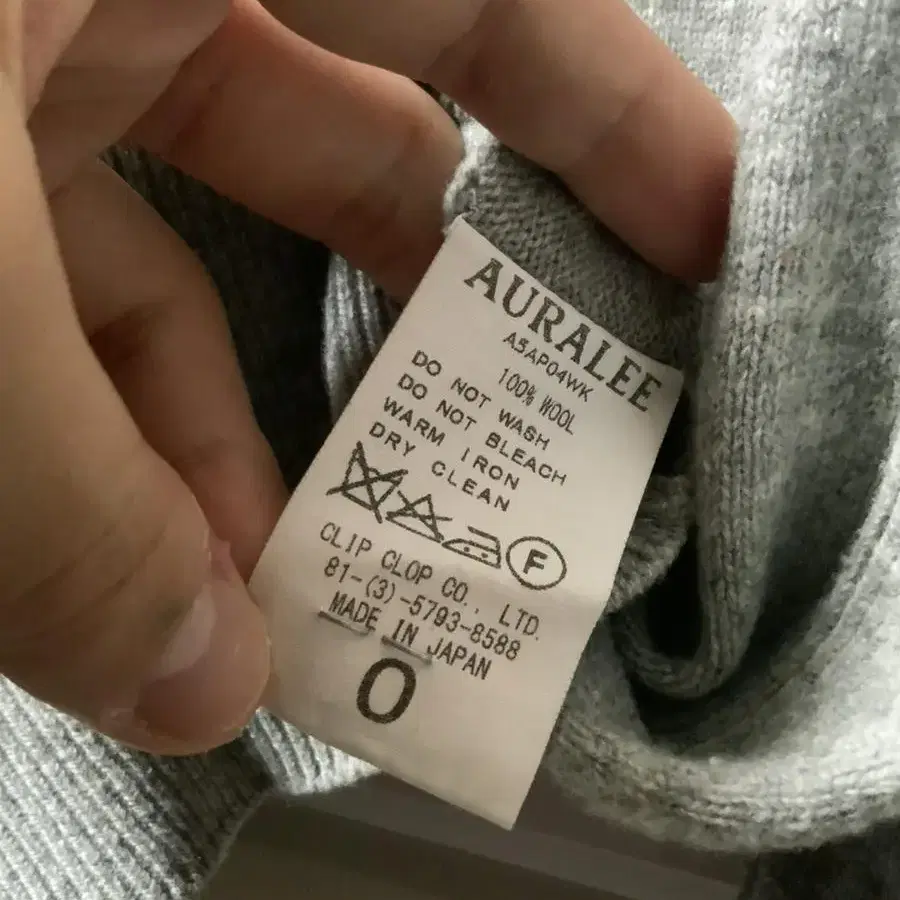 AURALEE
A5AP04WK
100% WOOL
DO NOT WASH
DO NOT BLEACH
WARM IRON
DRY CLEAN
F
CLIP CLOP CO., LTD.
81-(3)-5793-8588
MADE IN JAPAN
0